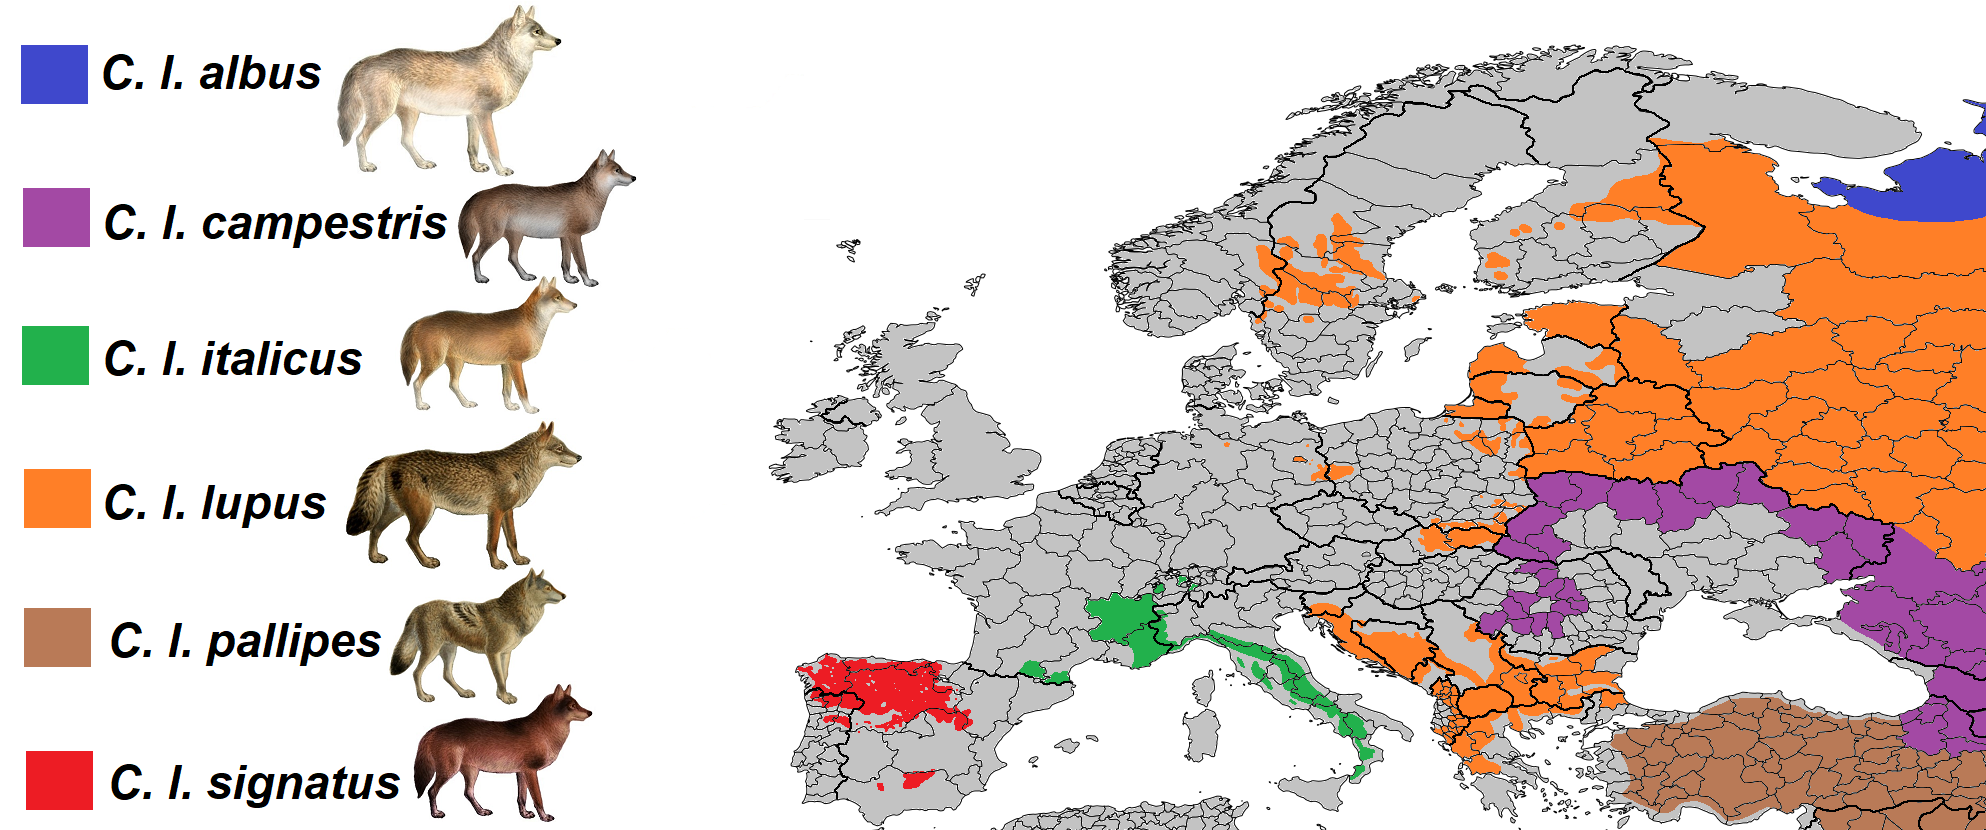 C. l. albus
C. l. campestris
C. l. italicus
C. l. lupus
C. l. pallipes
C. l. signatus